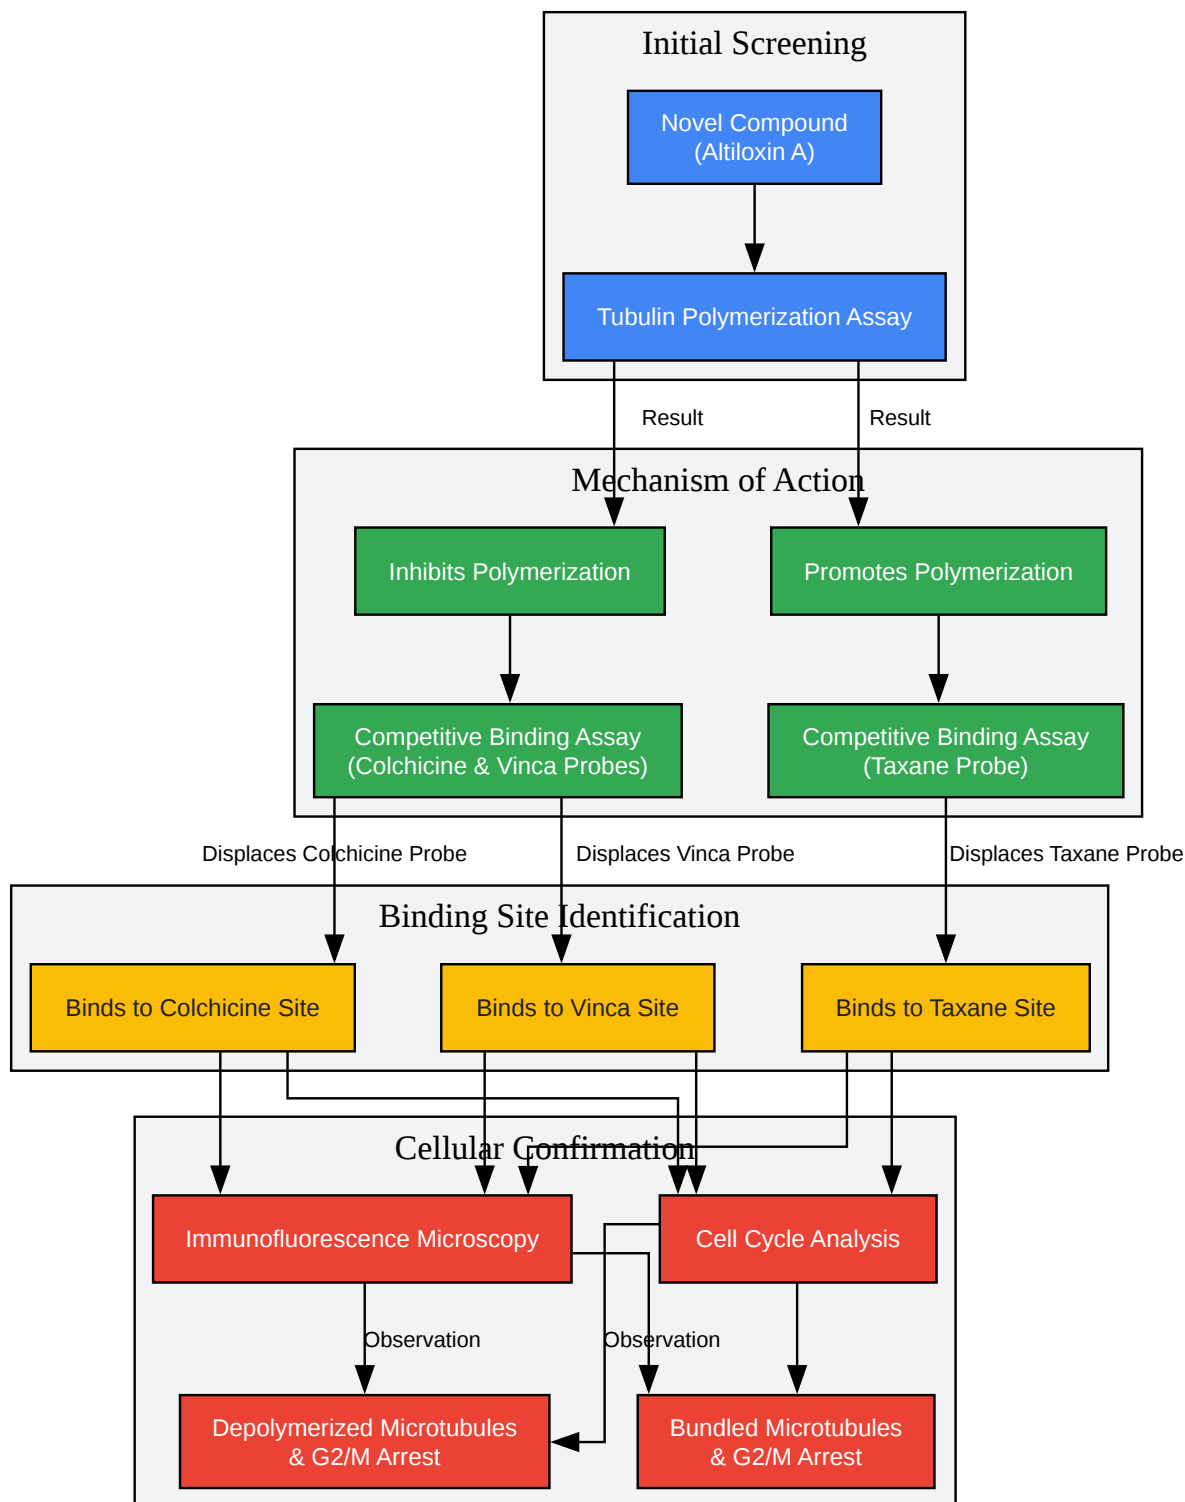 Initial Screening
Novel Compound
(Altiloxin A)
Tubulin Polymerization Assay
Result
Result
Mechanism of Action
Inhibits Polymerization
Promotes Polymerization
Competitive Binding Assay
(Colchicine & Vinca Probes)
Competitive Binding Assay
(Taxane Probe)
Displaces Colchicine Probe
Displaces Vinca Probe
Displaces Taxane Probe
Binding Site Identification
Binds to Colchicine Site
Binds to Vinca Site
Binds to Taxane Site
Cellular Confirmation
Immunofluorescence Microscopy
Cell Cycle Analysis
Observation
Observation
Depolymerized Microtubules
& G2/M Arrest
Bundled Microtubules
& G2/M Arrest